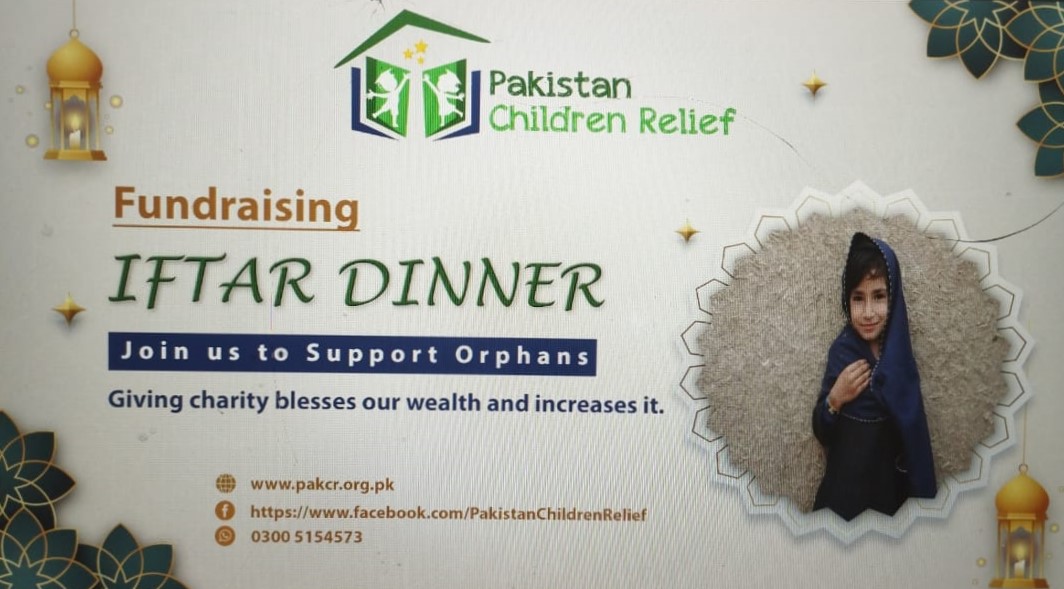 Pakistan
Children Relief
Fundraising
IFTAR DINNER
Join us to Support Orphans
Giving charity blesses our wealth and increases it.
www.pakcr.org.pk
https://www.facebook.com/PakistanChildrenRelief
0300 5154573